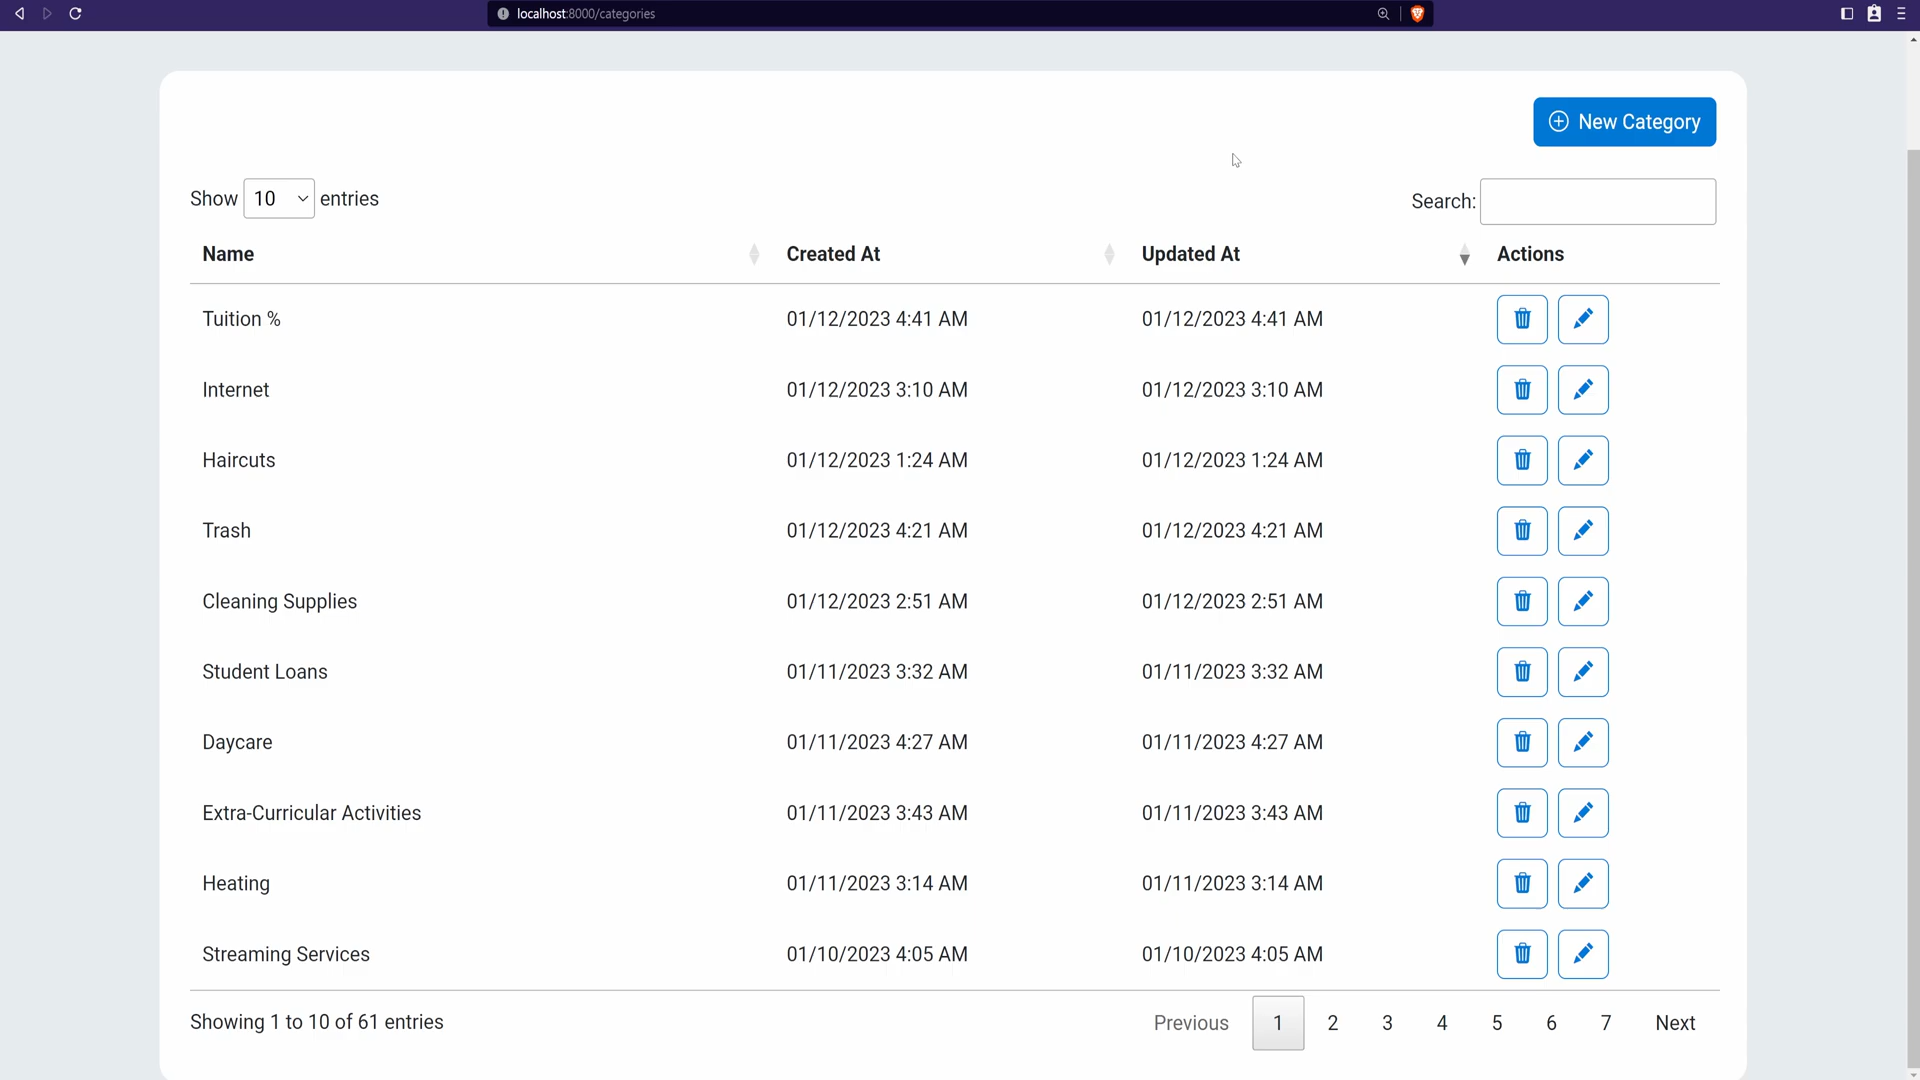 localhost:8000/categories
New Category
Show 10 entries
Search:
Name Created At Updated At Actions
Tuition % 01/12/2023 4:41 AM 01/12/2023 4:41 AM
Internet 01/12/2023 3:10 AM 01/12/2023 3:10 AM
Haircuts 01/12/2023 1:24 AM 01/12/2023 1:24 AM
Trash 01/12/2023 4:21 AM 01/12/2023 4:21 AM
Cleaning Supplies 01/12/2023 2:51 AM 01/12/2023 2:51 AM
Student Loans 01/11/2023 3:32 AM 01/11/2023 3:32 AM
Daycare 01/11/2023 4:27 AM 01/11/2023 4:27 AM
Extra-Curricular Activities 01/11/2023 3:43 AM 01/11/2023 3:43 AM
Heating 01/11/2023 3:14 AM 01/11/2023 3:14 AM
Streaming Services 01/10/2023 4:05 AM 01/10/2023 4:05 AM
Showing 1 to 10 of 61 entries Previous 1 2 3 4 5 6 7 Next